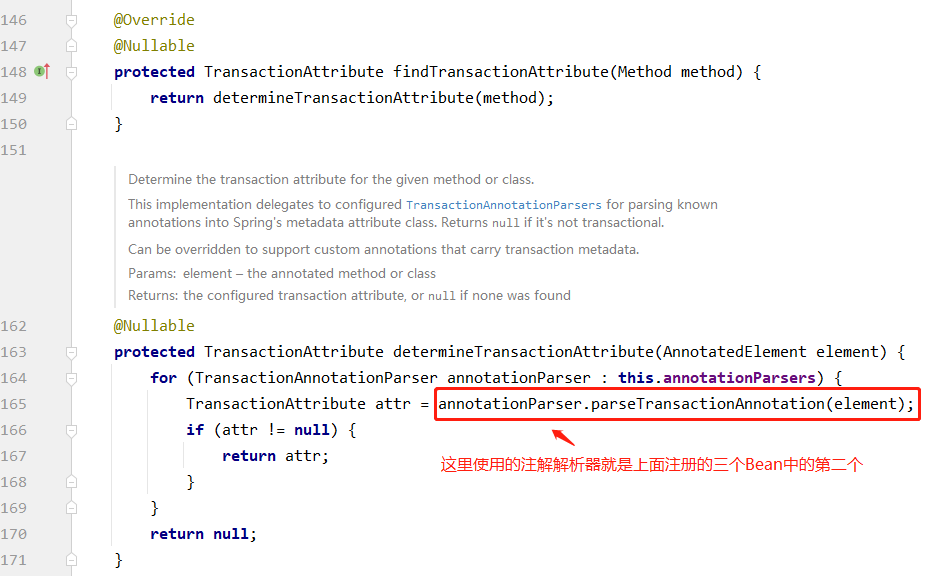 146 @Override
147 @Nullable
148 protected TransactionAttribute findTransactionAttribute(Method method) {
149 return determineTransactionAttribute(method);
150 }
151
Determine the transaction attribute for the given method or class.
This implementation delegates to configured TransactionAnnotationParsers for parsing known
annotations into Spring's metadata attribute class. Returns null if it's not transactional.
Can be overridden to support custom annotations that carry transaction metadata.
Params: element – the annotated method or class
Returns: the configured transaction attribute, or null if none was found
162 @Nullable
163 protected TransactionAttribute determineTransactionAttribute(AnnotatedElement element) {
164 for (TransactionAnnotationParser annotationParser : this.annotationParsers) {
165 TransactionAttribute attr = annotationParser.parseTransactionAnnotation(element);
166 if (attr != null) {
167 return attr;
这里使用的注解解析器就是上面注册的三个Bean中的第二个
168 }
169 }
170 return null;
171 }